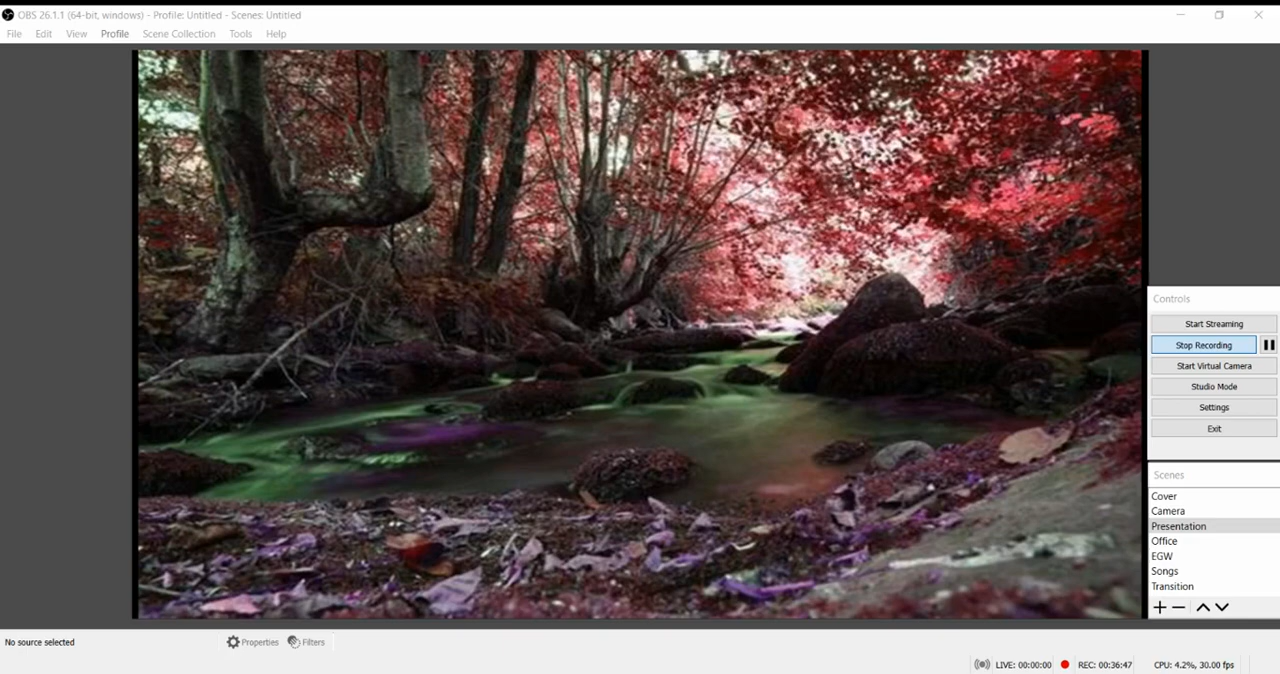 OBS 26.1.1 (64-bit, windows) - Profile: Untitled - Scenes: Untitled
File Edit View Profile Scene Collection Tools Help
Controls
Start Streaming
Stop Recording
Start Virtual Camera
Studio Mode
Settings
Exit
Scenes
Cover
Camera
Presentation
Office
EGW
Songs
Transition
No source selected Properties Filters
LIVE: 00:00:00 REC: 00:36:47 CPU: 4.2%, 30.00 fps